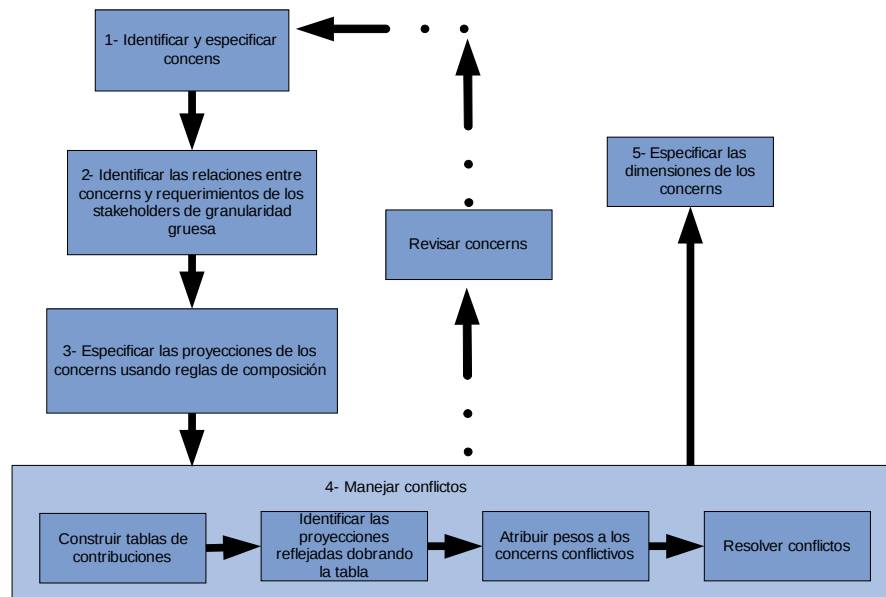 1- Identificar y especificar
concens
2- Identificar las relaciones entre
concerns y requerimientos de los
stakeholders de granularidad
gruesa
3- Especificar las proyecciones de los
concerns usando reglas de composición
Revisar concerns
5- Especificar las
dimensiones de los
concerns
4- Manejar conflictos
Construir tablas de
contribuciones
Identificar las
proyecciones
reflejadas dobrando
la tabla
Atribuir pesos a los
concerns conflictivos
Resolver conflictos